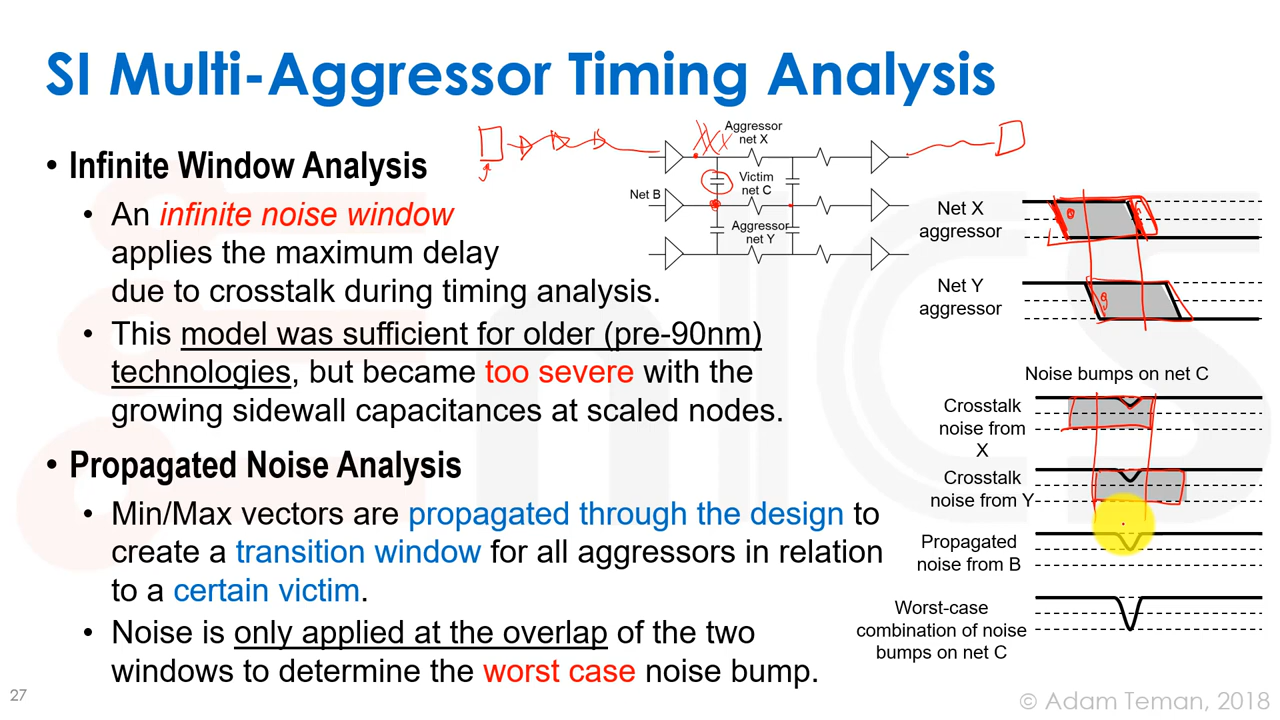 SI Multi-Aggressor Timing Analysis
• Infinite Window Analysis
• An infinite noise window
applies the maximum delay
due to crosstalk during timing analysis.
• This model was sufficient for older (pre-90nm)
technologies, but became too severe with the
growing sidewall capacitances at scaled nodes.
• Propagated Noise Analysis
• Min/Max vectors are propagated through the design to
create a transition window for all aggressors in relation
to a certain victim.
• Noise is only applied at the overlap of the two
windows to determine the worst case noise bump.
Aggressor
net X
Victim
net C
Net B
Aggressor
net Y
Net X
aggressor
Net Y
aggressor
Noise bumps on net C
Crosstalk
noise from
X
Crosstalk
noise from Y
Propagated
noise from B
Worst-case
combination of noise
bumps on net C
27
© Adam Teman, 2018